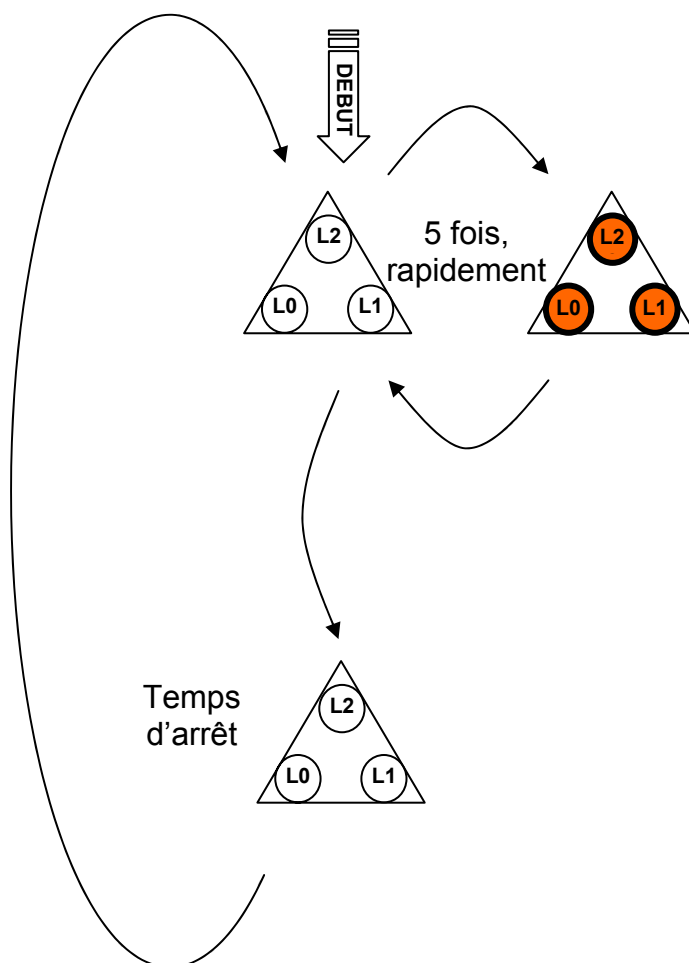 DEBUT
L2
5 fois,
rapidement
L2
L0
L1
L0
L1
Temps
d'arrêt
L2
L0
L1